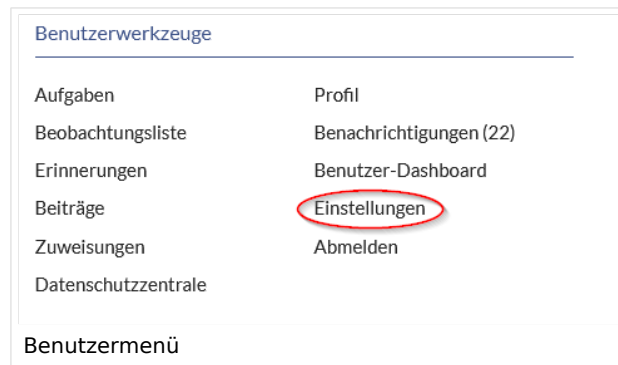 Benutzerwerkzeuge
Aufgaben
Beobachtungsliste
Erinnerungen
Beiträge
Zuweisungen
Datenschutzzentrale
Profil
Benachrichtigungen (22)
Benutzer-Dashboard
Einstellungen
Abmelden
Benutzermenü